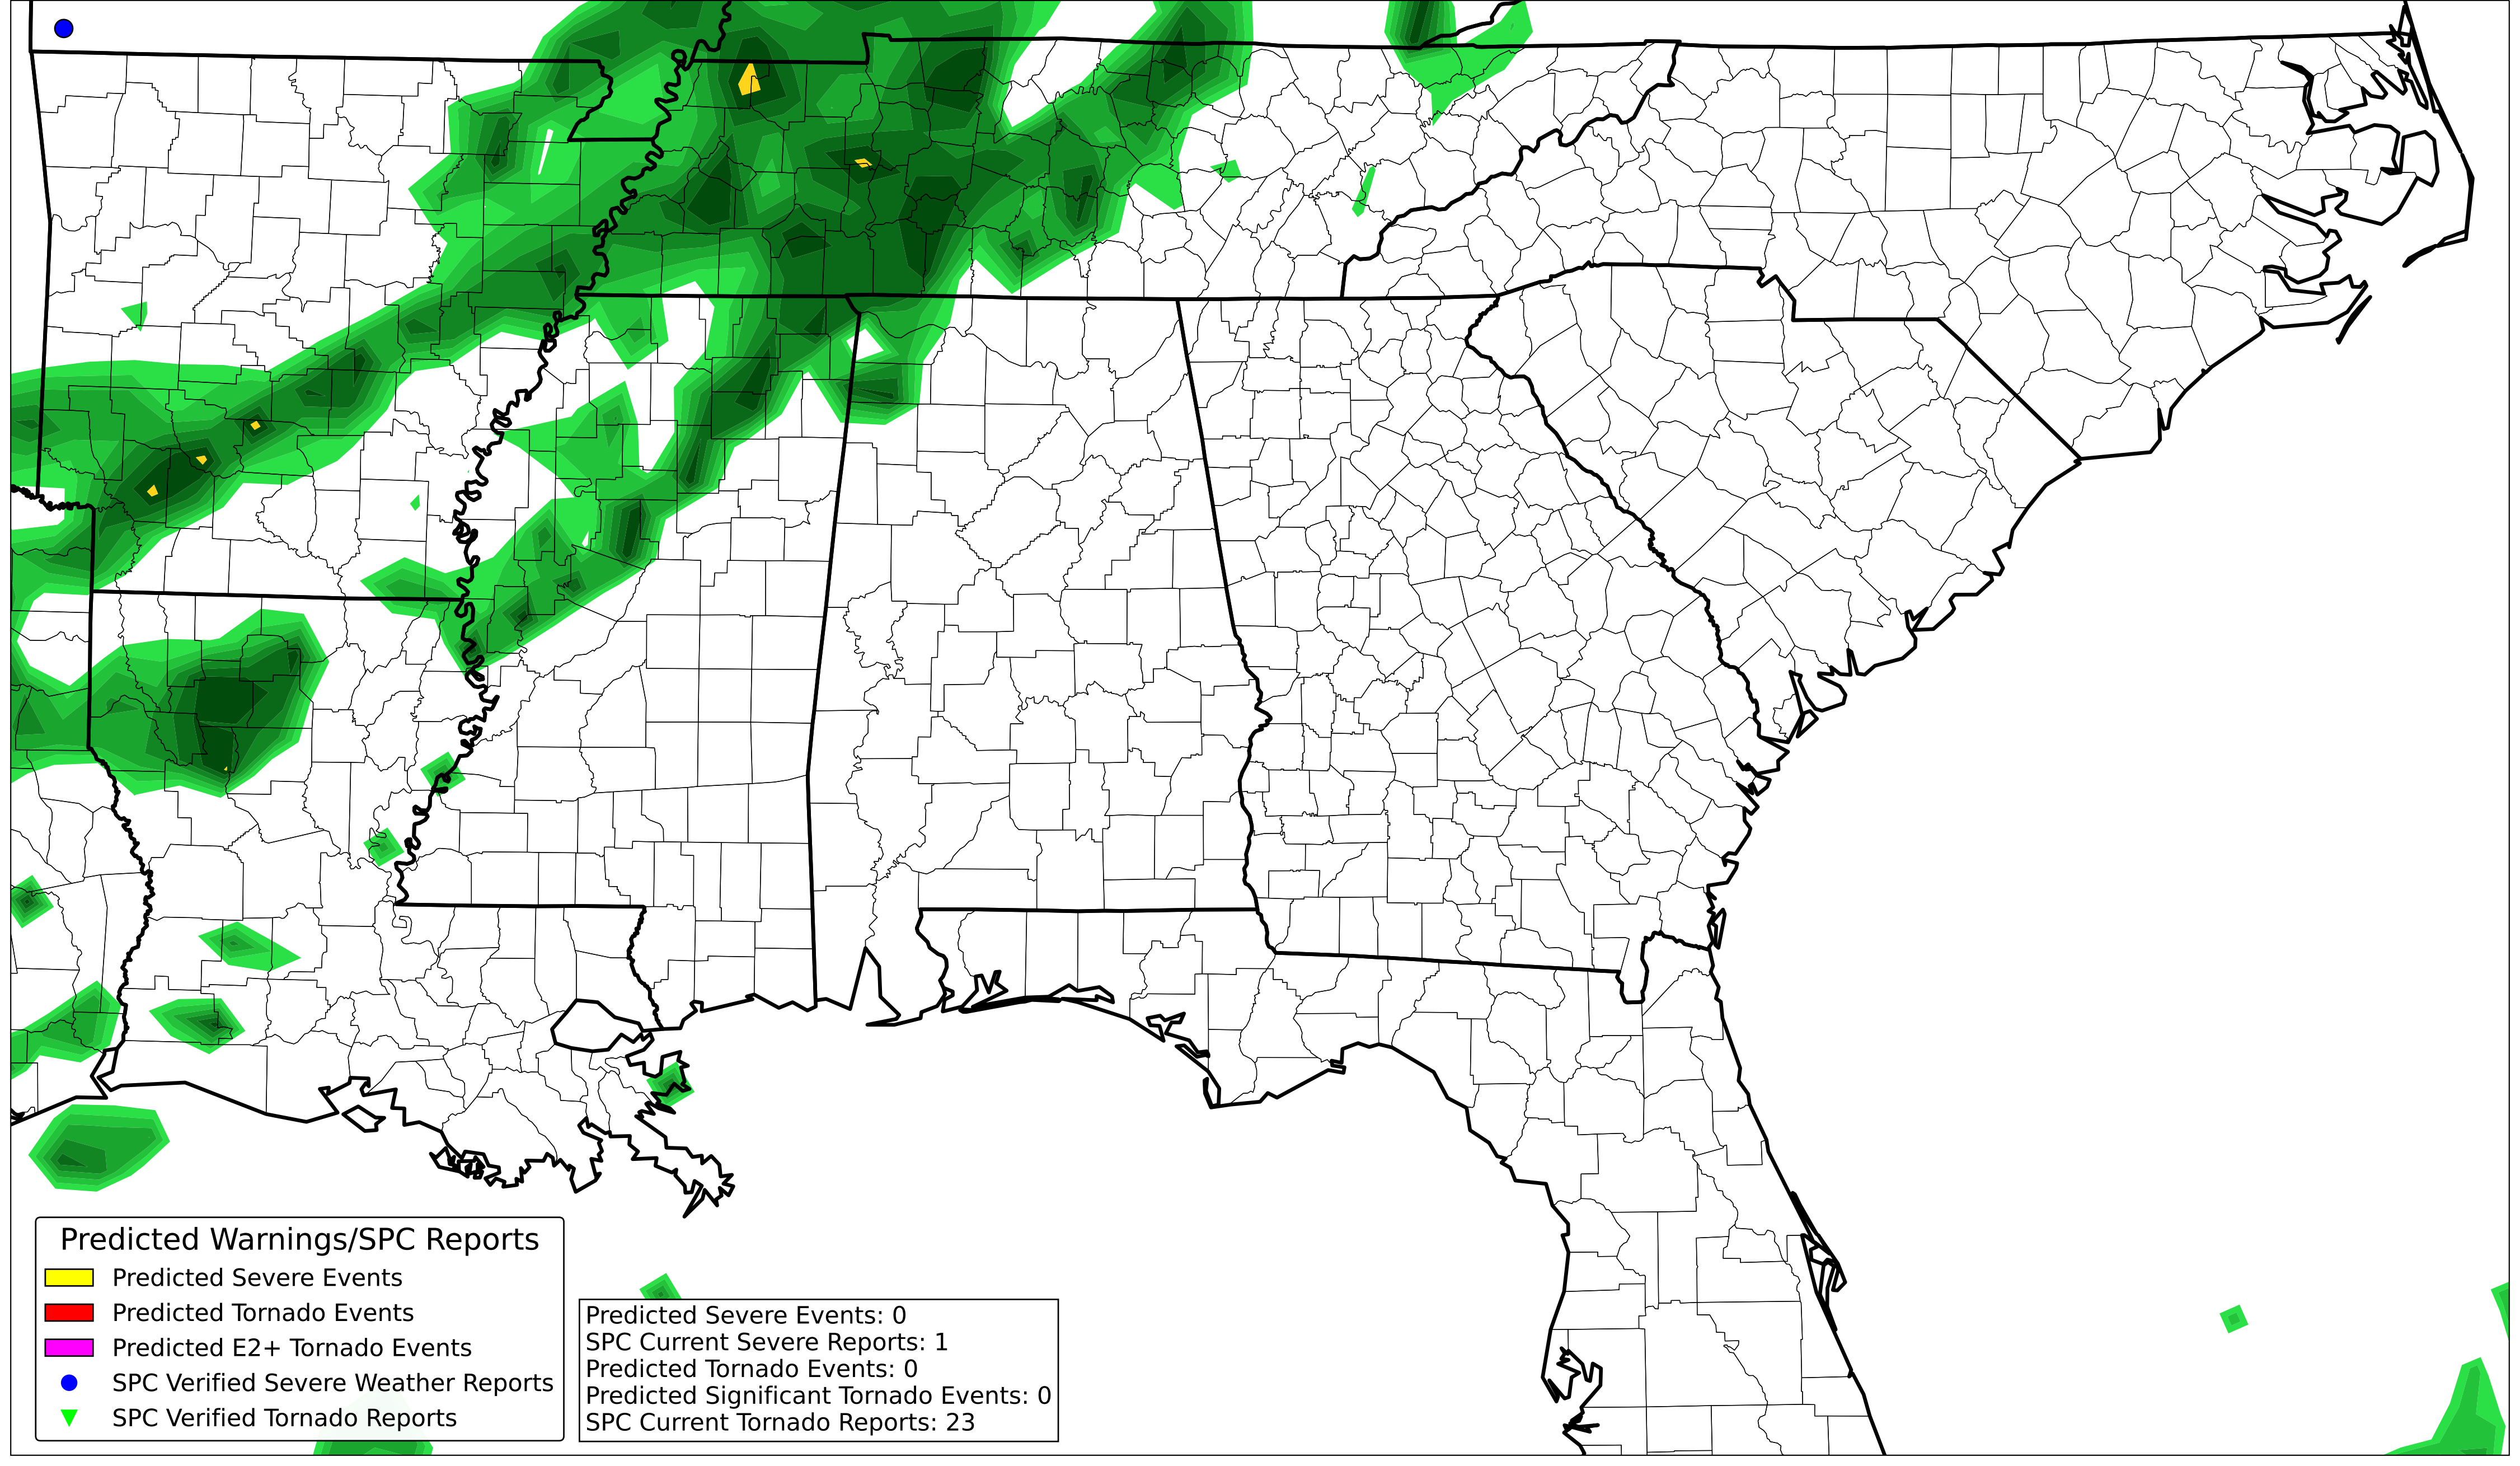 Predicted Warnings/SPC Reports
Predicted Severe Events
Predicted Tornado Events
Predicted E2+ Tornado Events
SPC Verified Severe Weather Reports
SPC Verified Tornado Reports
Predicted Severe Events: 0
SPC Current Severe Reports: 1
Predicted Tornado Events: 0
Predicted Significant Tornado Events: 0
SPC Current Tornado Reports: 23